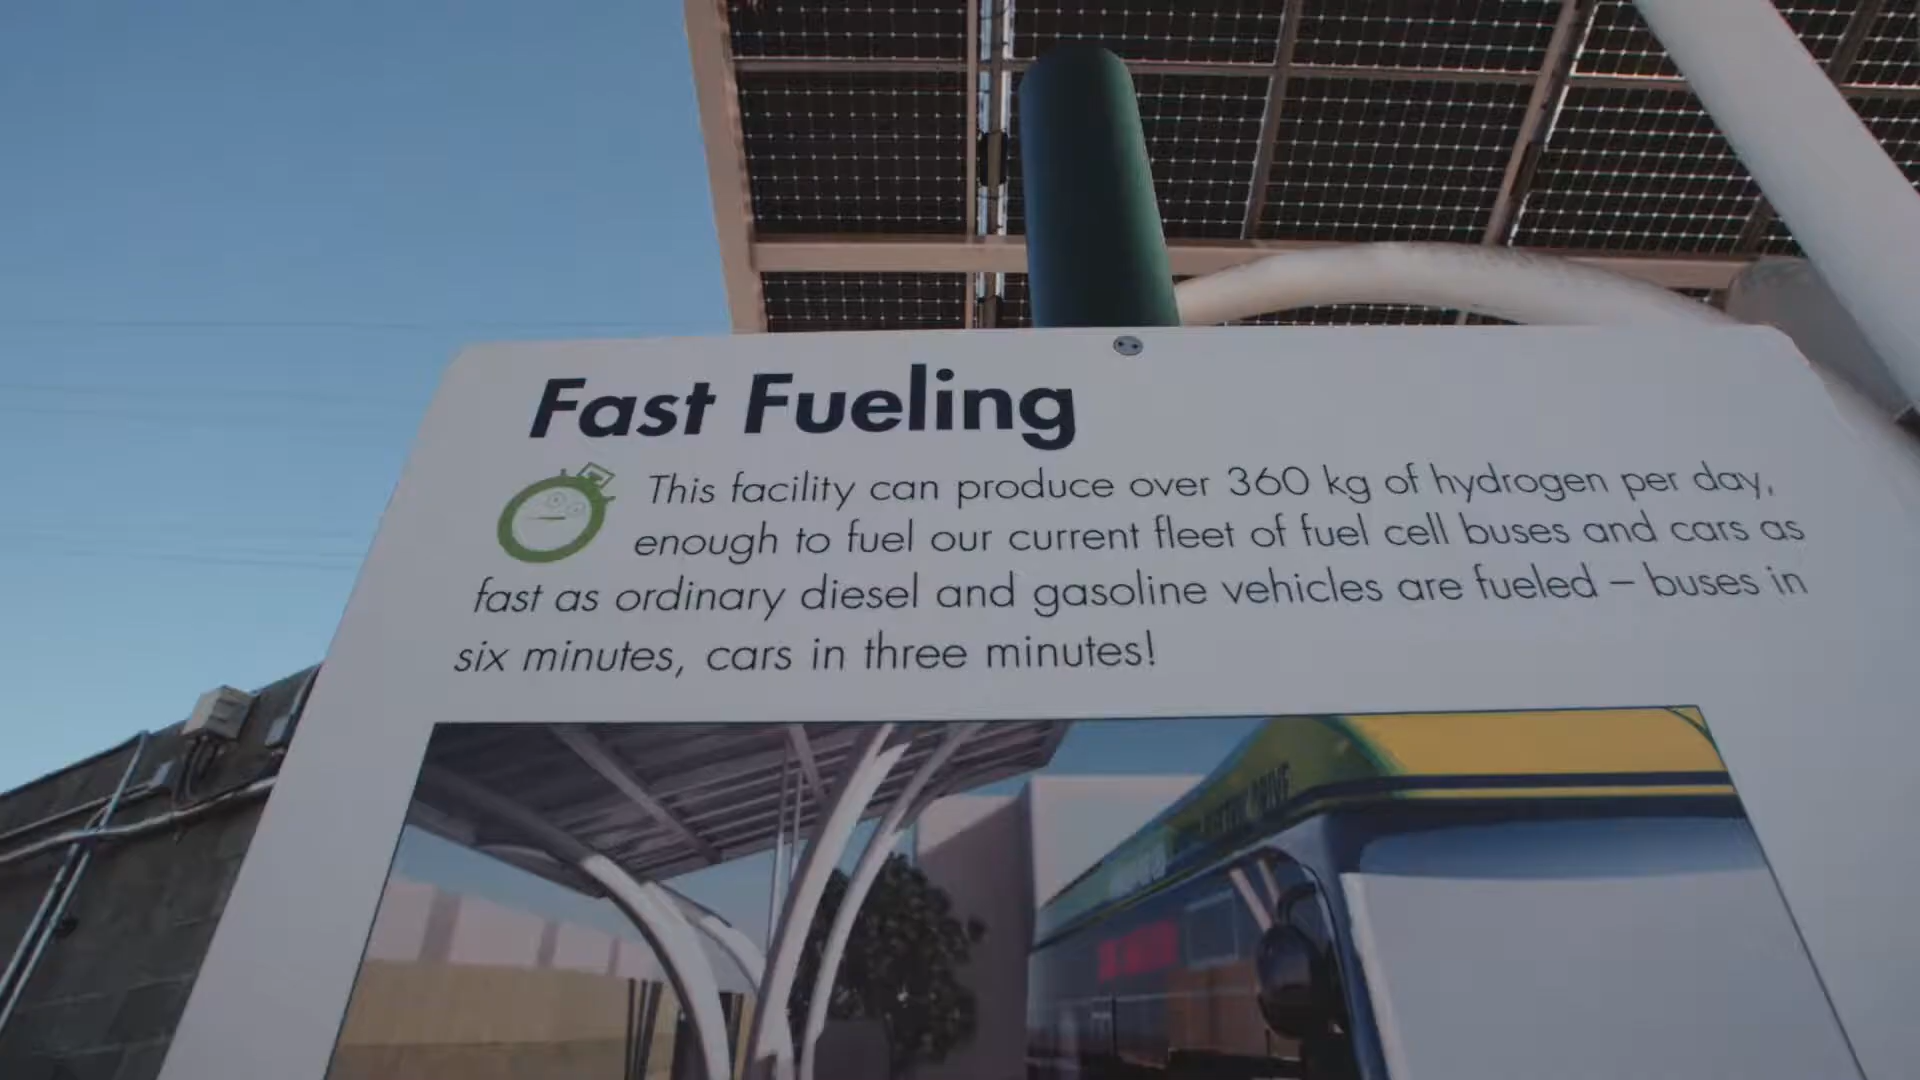 Fast Fueling
This facility can produce over 360 kg of hydrogen per day,
enough to fuel our current fleet of fuel cell buses and cars as
fast as ordinary diesel and gasoline vehicles are fueled – buses in
six minutes, cars in three minutes!
DRIVE